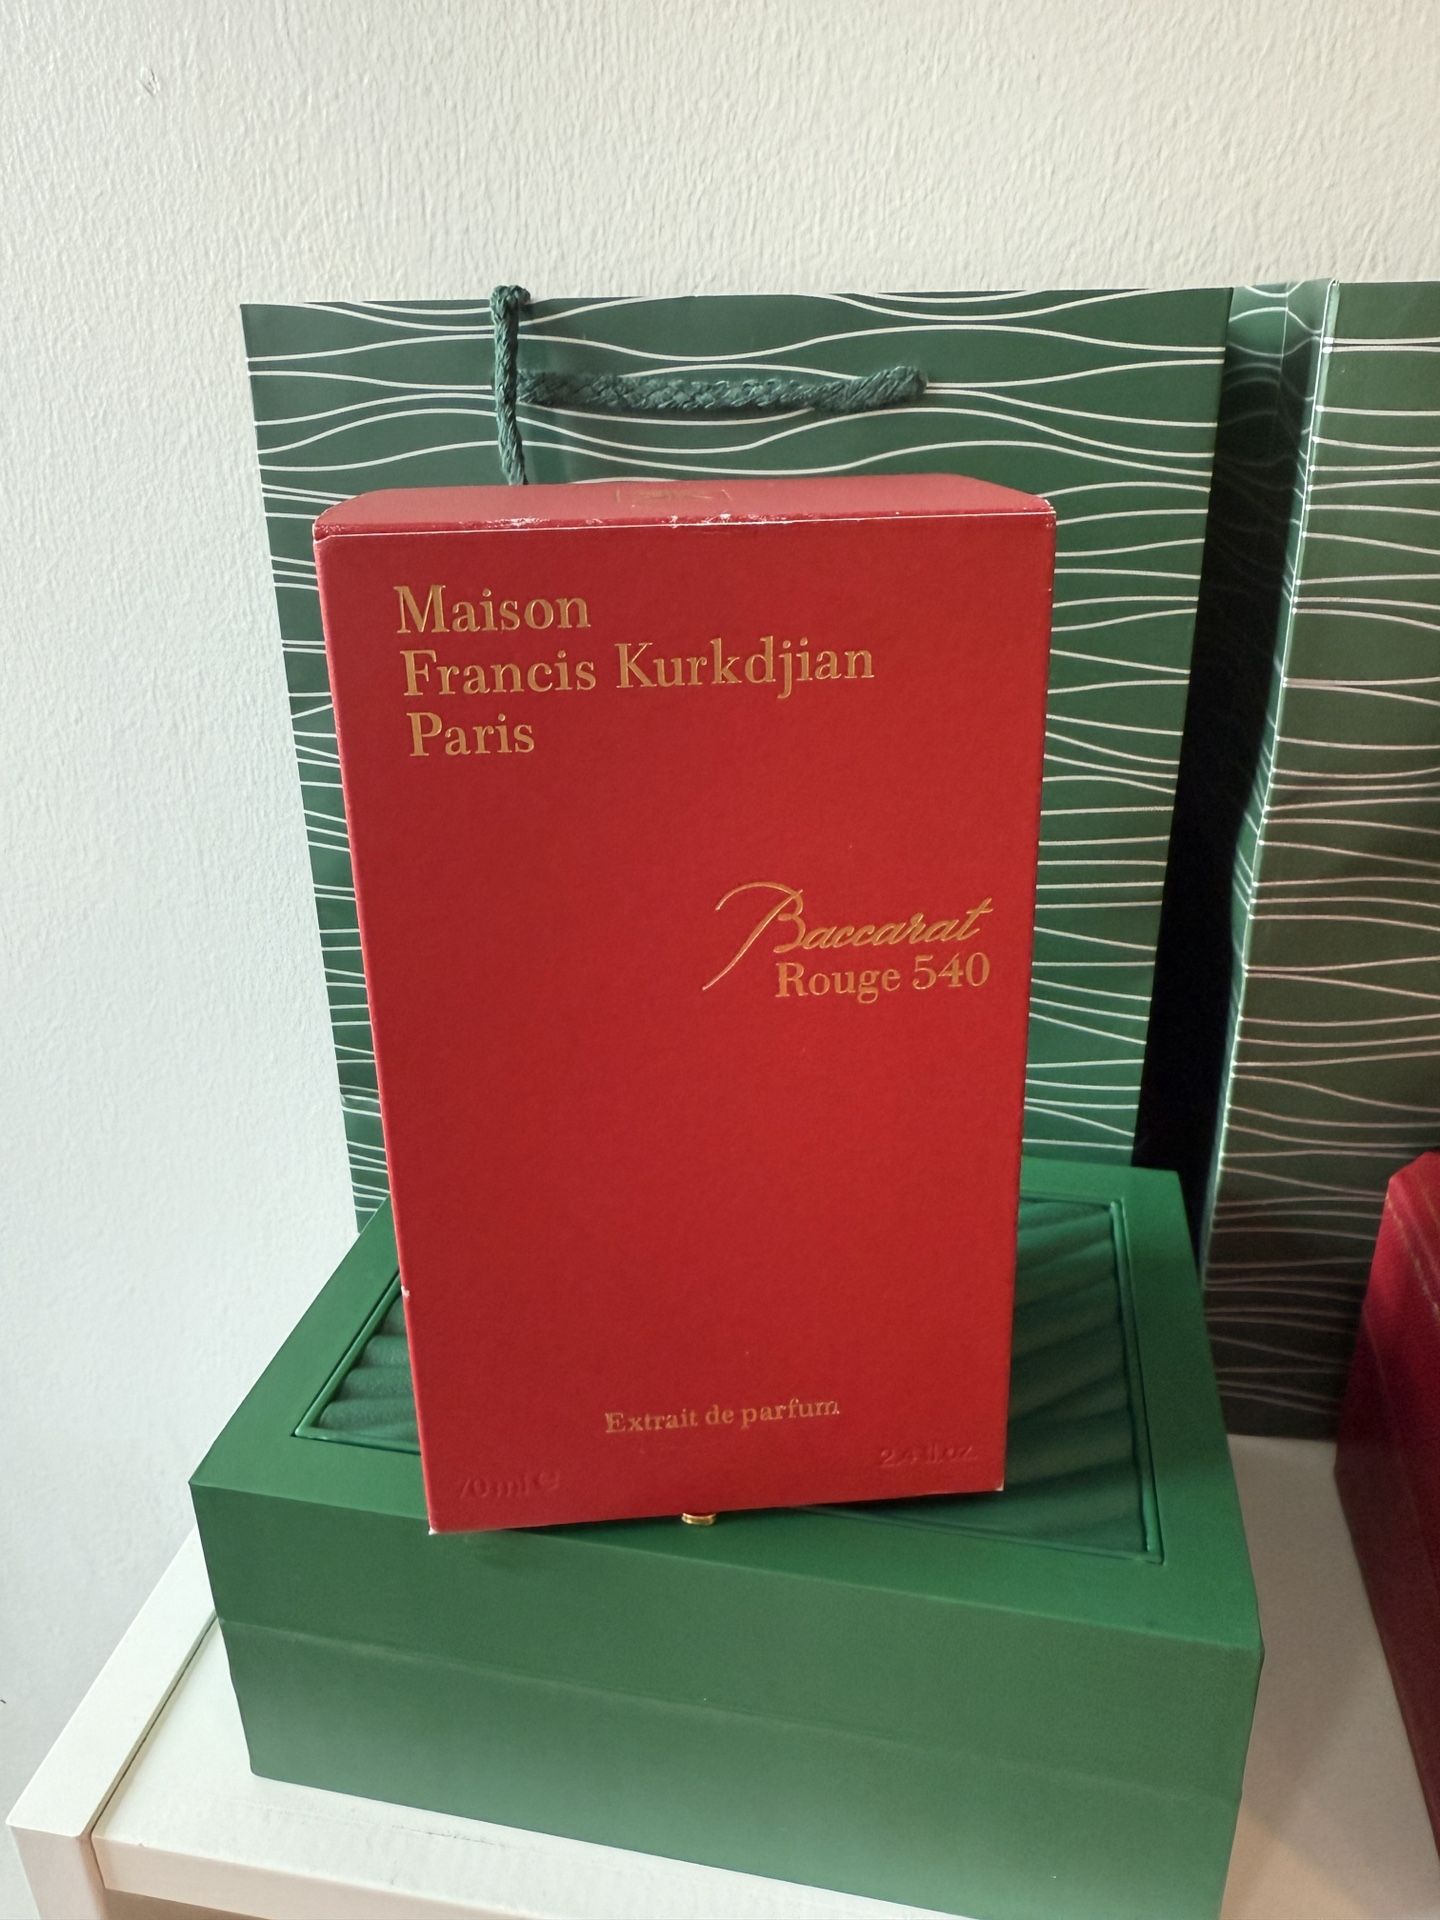 Maison
Francis Kurkdjian
Paris
Baccarat
Rouge 540
Extrait de parfum
70 ml e 2.4 fl.oz.